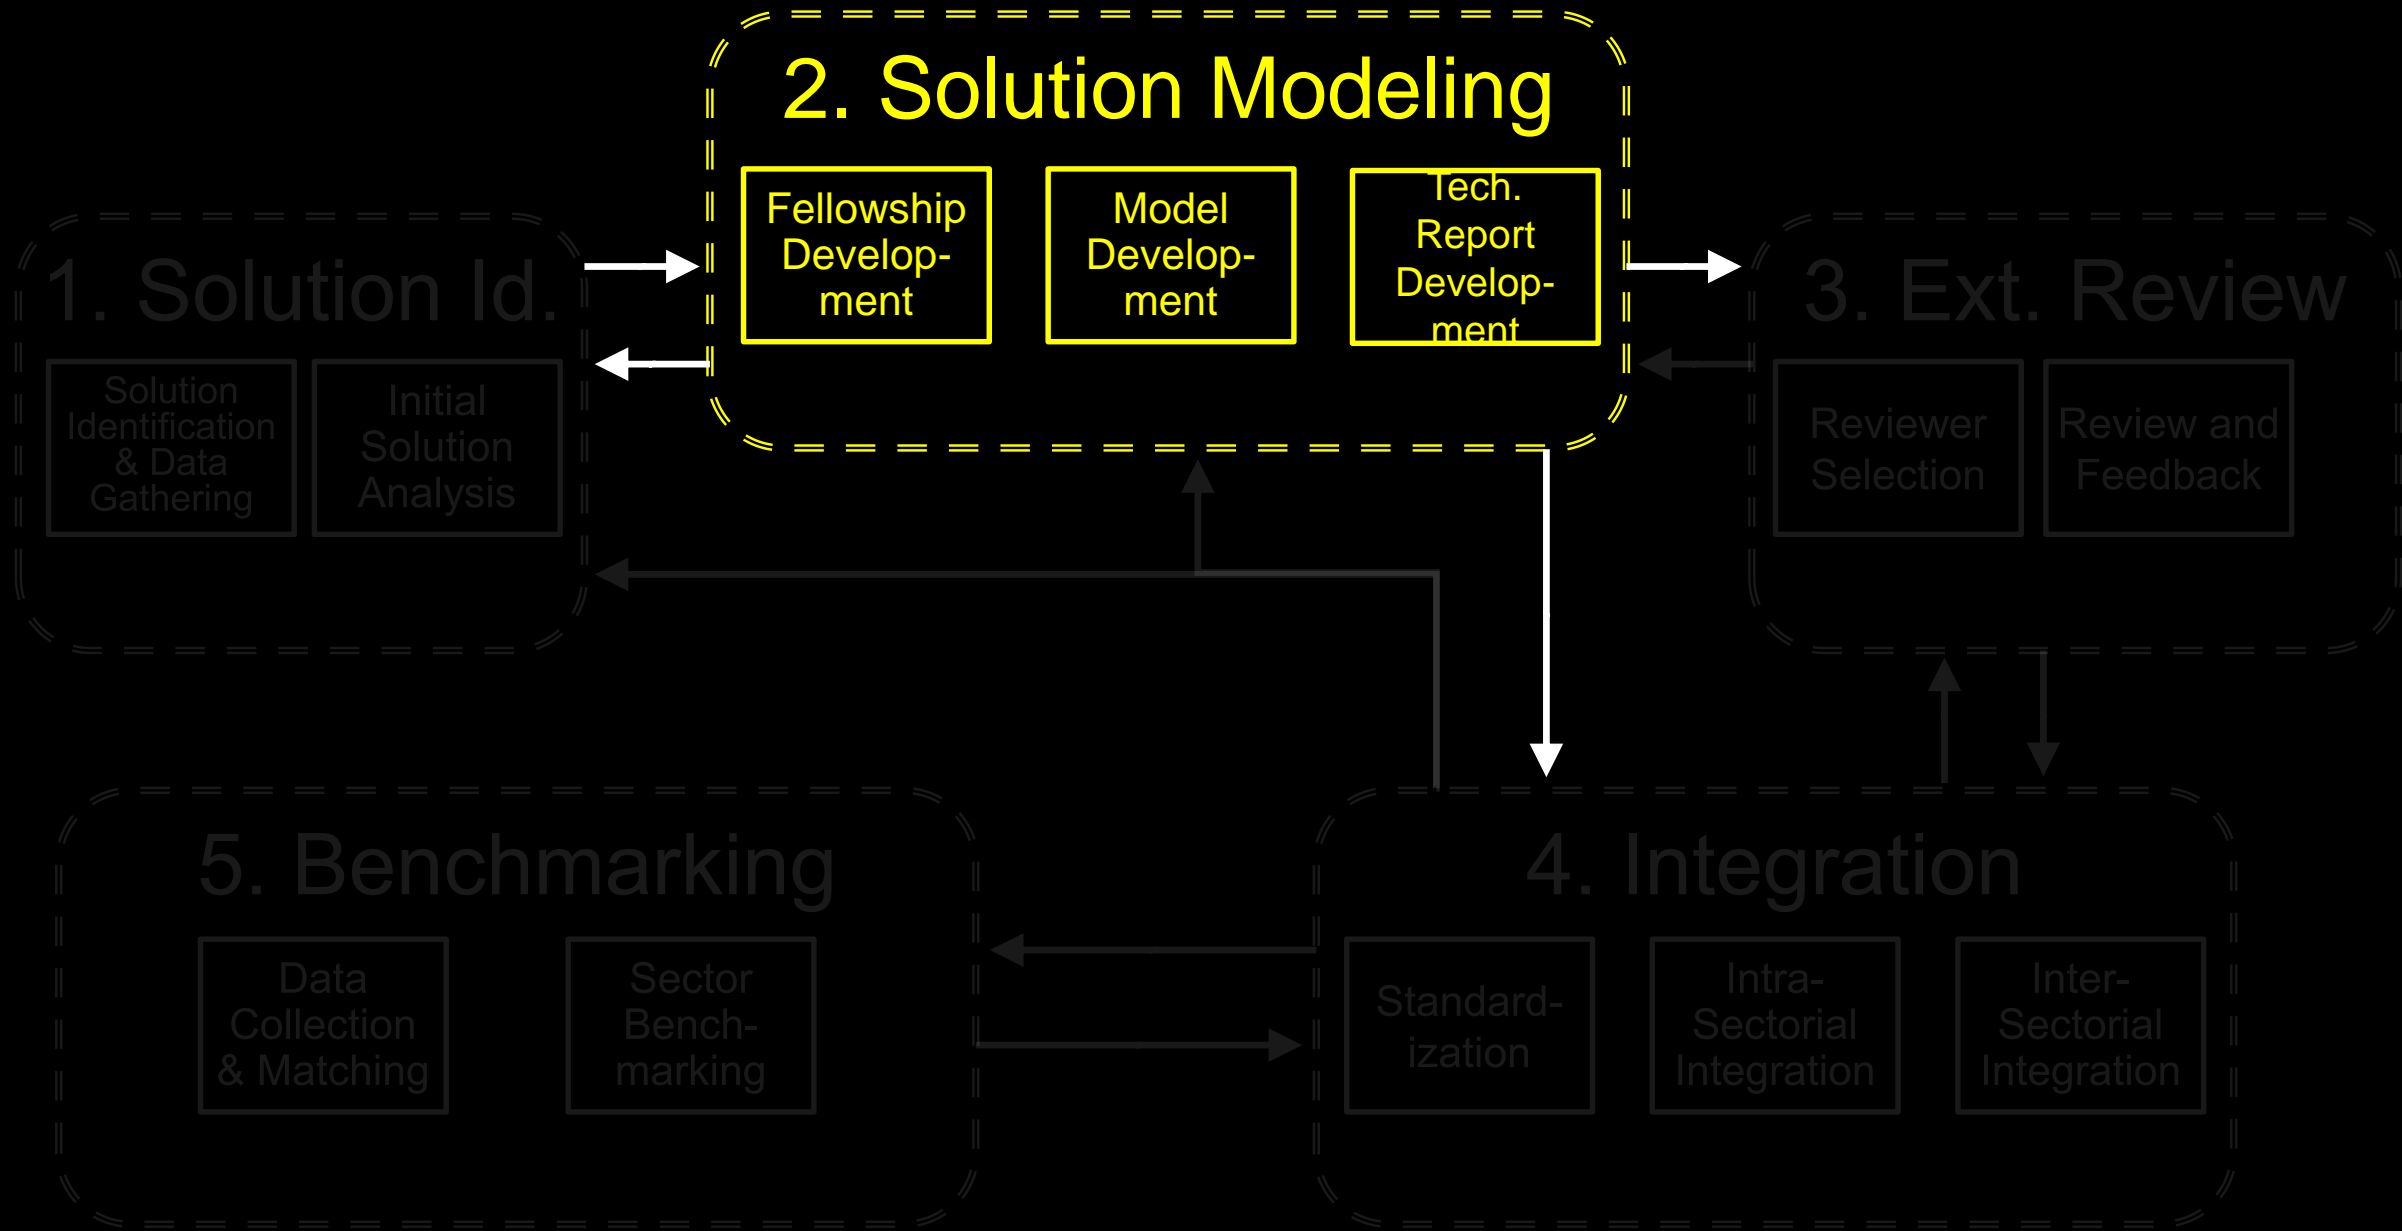 2. Solution Modeling
Fellowship
Develop-
ment
Model
Develop-
ment
Tech.
Report
Develop-
ment
1. Solution Id.
Solution
Identification
& Data
Gathering
Initial
Solution
Analysis
3. Ext. Review
Reviewer
Selection
Review and
Feedback
5. Benchmarking
Data
Collection
& Matching
Sector
Bench-
marking
4. Integration
Standard-
ization
Intra-
Sectorial
Integration
Inter-
Sectorial
Integration